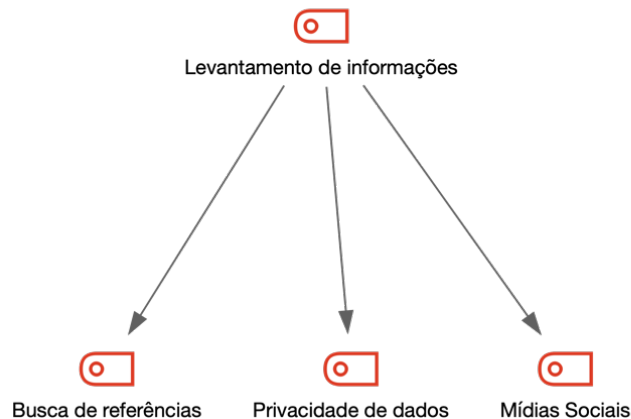 Levantamento de informações
Busca de referências
Privacidade de dados
Mídias Sociais